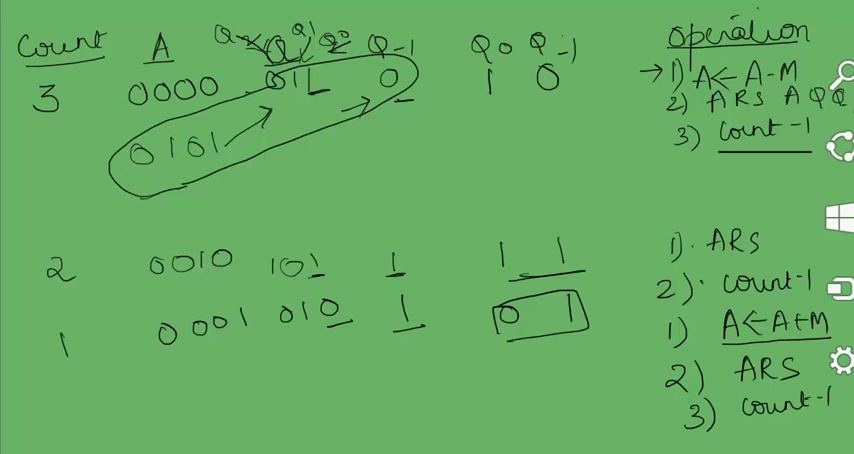 Count A Q1 Q0 Q-1 Q0 Q-1 Operation
3 0000 011 0 1 0 → 1) A← A-M
2) ARS A Q Q
0101 3) Count-1
2 0010 101 1 1 1 1). ARS
2). Count-1
1 0001 010 1 0 1 1) A←A+M
2) ARS
3) Count-1